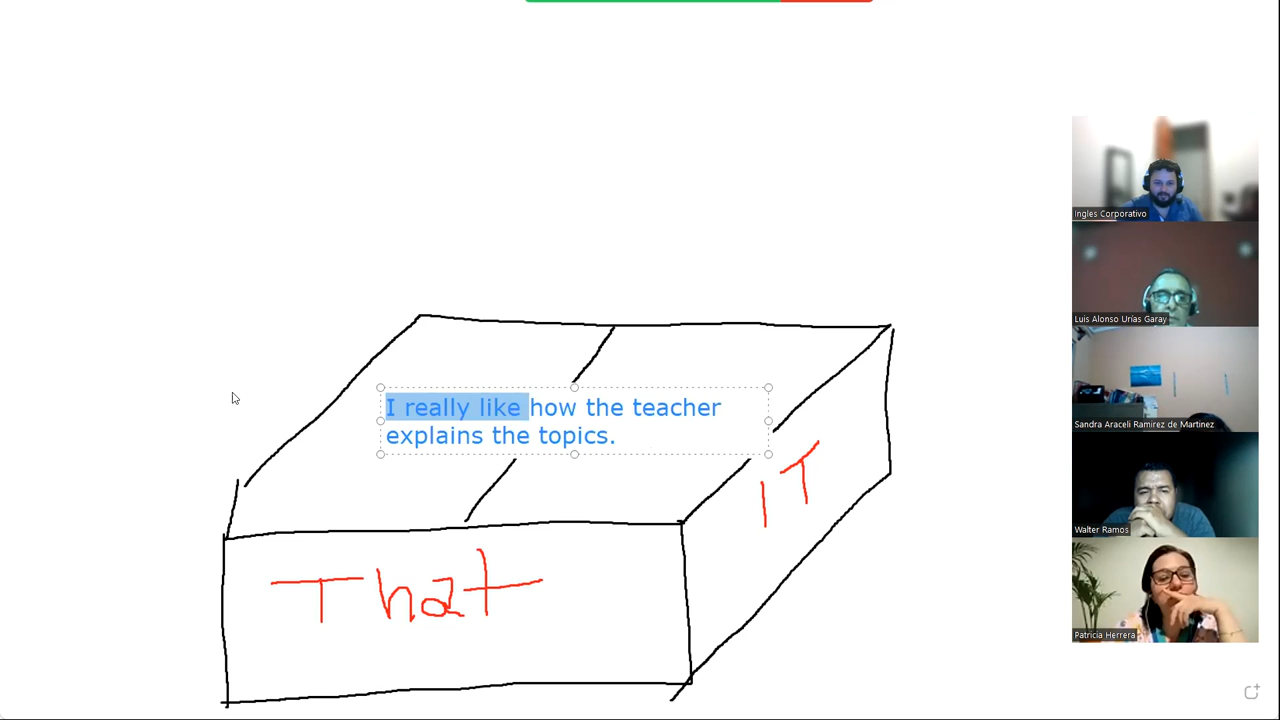 I really like how the teacher
explains the topics.
IT
That
Ingles Corporativo
Luis Alonso Urías Garay
Sandra Araceli Ramirez de Martinez
Walter Ramos
Patricia Herrera